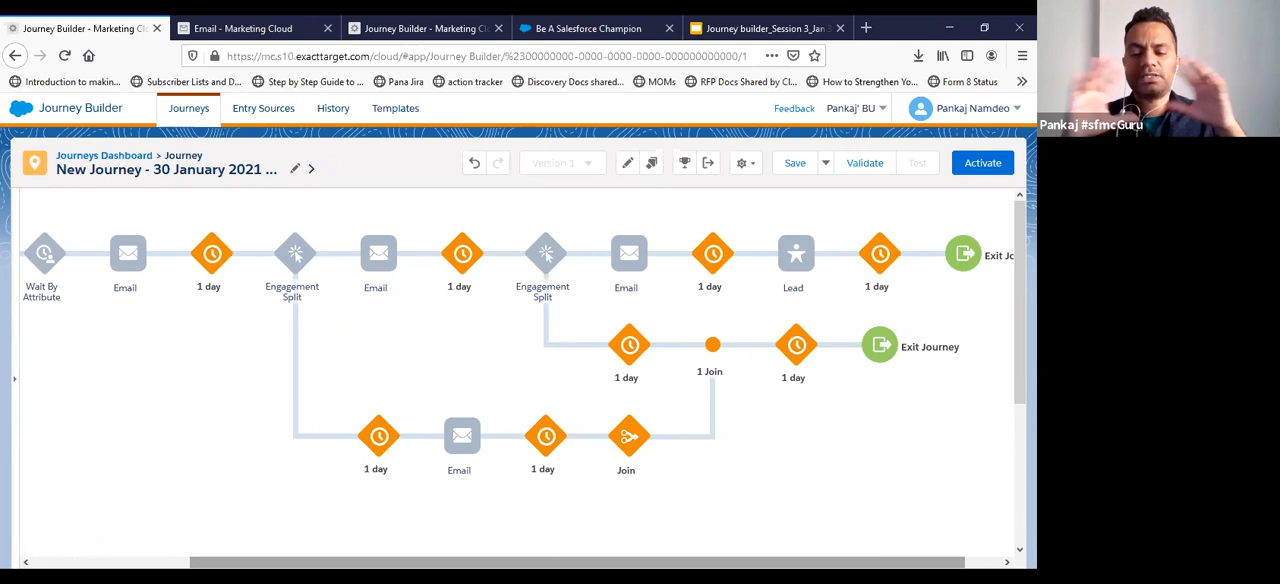 Journey Builder - Marketing Clo
Email - Marketing Cloud
Journey Builder - Marketing C
Be A Salesforce Champion
Journey builder_Session 3_Jan 3
https://mc.s10.exacttarget.com/cloud/#app/Journey Builder/%2300000000-0000-0000-0000-000000000000/1
Introduction to makin...
Subscriber Lists and D...
Step by Step Guide to ...
Pana Jira
Action tracker
Discovery Docs shared...
MOMs
RPP Docs Shared by Cl...
How to Strengthen Yo...
Form 8 Status
Journey Builder
Journeys
Entry Sources
History
Templates
Feedback
Pankaj' BU
Pankaj Namdeo
Pankaj #sfmcGuru
Journeys Dashboard > Journey
New Journey - 30 January 2021 ...
Version 1
Save
Validate
Test
Activate
Wait By
Attribute
Email
1 day
Engagement
Split
Email
1 day
Engagement
Split
Email
1 day
Lead
1 day
Exit Jc
1 day
1 Join
1 day
Exit Journey
1 day
Email
1 day
Join